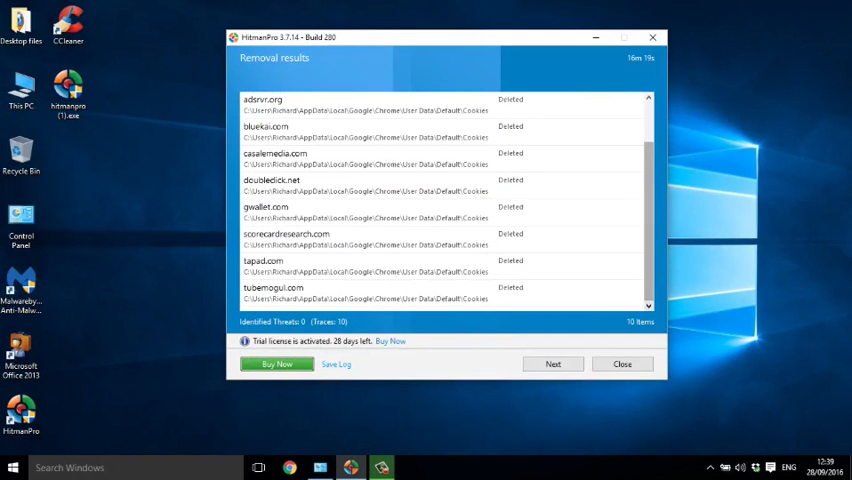 Desktop files
CCleaner
This PC
hitmanpro
(1).exe
Recycle Bin
Control
Panel
Malwareby...
Anti-Malw...
Microsoft
Office 2013
HitmanPro
HitmanPro 3.7.14 - Build 280
Removal results
16m 19s
adsrvr.org Deleted
C:\Users\Richard\AppData\Local\Google\Chrome\User Data\Default\Cookies
bluekai.com Deleted
C:\Users\Richard\AppData\Local\Google\Chrome\User Data\Default\Cookies
casalemedia.com Deleted
C:\Users\Richard\AppData\Local\Google\Chrome\User Data\Default\Cookies
doubleclick.net Deleted
C:\Users\Richard\AppData\Local\Google\Chrome\User Data\Default\Cookies
gwallet.com Deleted
C:\Users\Richard\AppData\Local\Google\Chrome\User Data\Default\Cookies
scorecardresearch.com Deleted
C:\Users\Richard\AppData\Local\Google\Chrome\User Data\Default\Cookies
tapad.com Deleted
C:\Users\Richard\AppData\Local\Google\Chrome\User Data\Default\Cookies
tubemogul.com Deleted
C:\Users\Richard\AppData\Local\Google\Chrome\User Data\Default\Cookies
Identified Threats: 0 (Traces: 10) 10 Items
Trial license is activated. 28 days left. Buy Now
Buy Now Save Log Next Close
Search Windows
ENG
12:39
28/09/2016